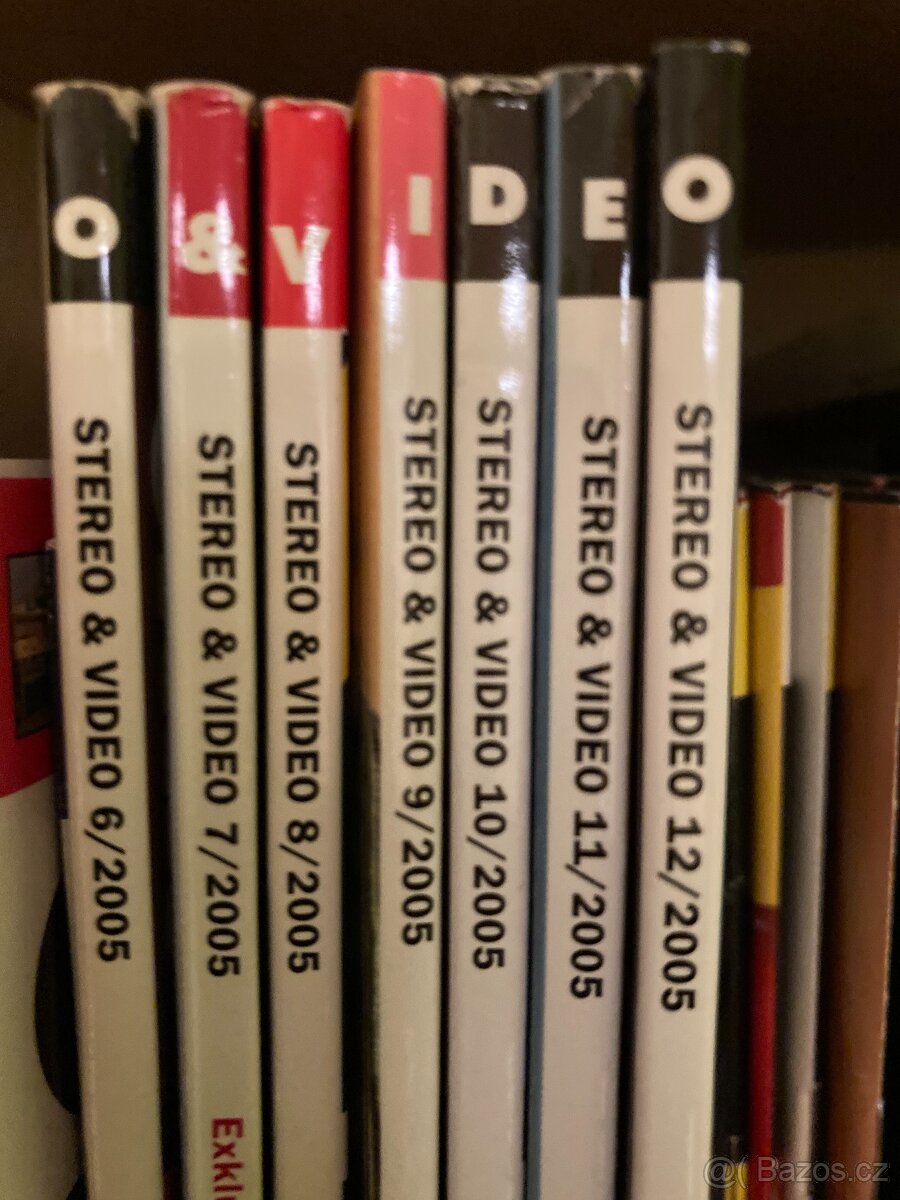 O
STEREO & VIDEO 6/2005
&
STEREO & VIDEO 7/2005
V
STEREO & VIDEO 8/2005
I
STEREO & VIDEO 9/2005
D
STEREO & VIDEO 10/2005
E
STEREO & VIDEO 11/2005
O
STEREO & VIDEO 12/2005
@ Bazos.cz